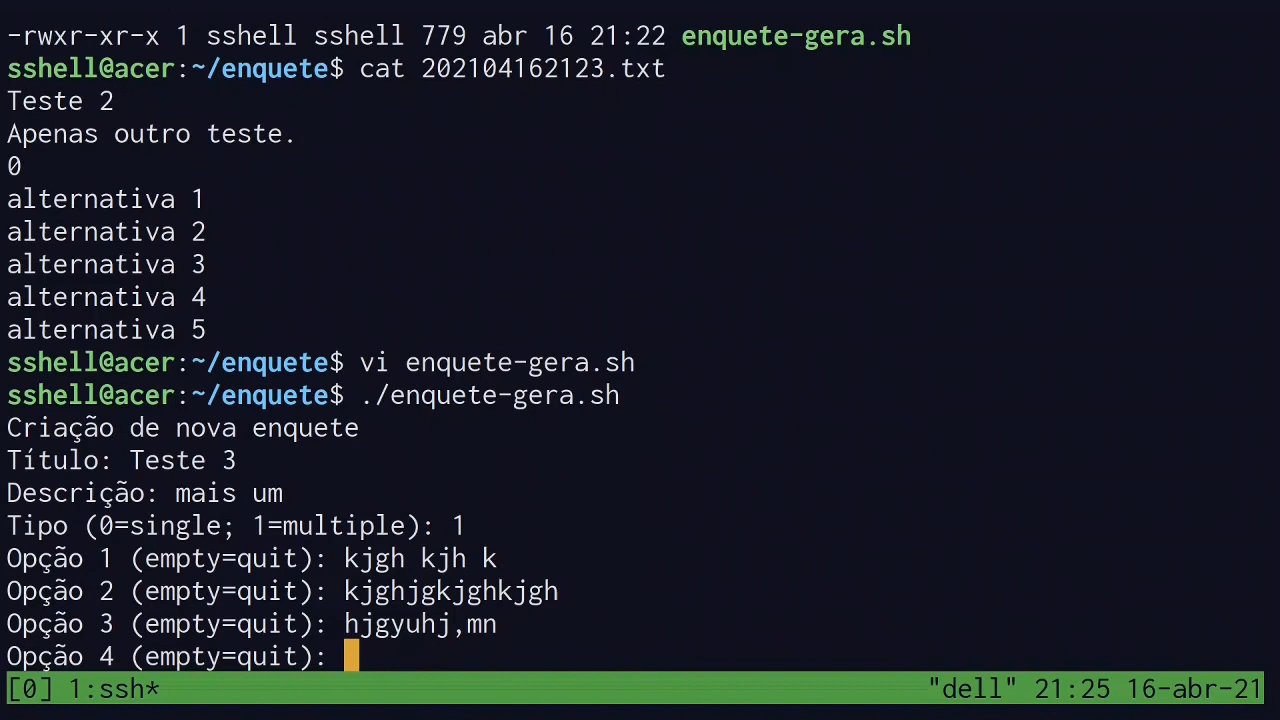 -rwxr-xr-x 1 sshell sshell 779 abr 16 21:22 enquete-gera.sh
sshell@acer:~/enquete$ cat 202104162123.txt
Teste 2
Apenas outro teste.
0
alternativa 1
alternativa 2
alternativa 3
alternativa 4
alternativa 5
sshell@acer:~/enquete$ vi enquete-gera.sh
sshell@acer:~/enquete$ ./enquete-gera.sh
Criação de nova enquete
Título: Teste 3
Descrição: mais um
Tipo (0=single; 1=multiple): 1
Opção 1 (empty=quit): kjgh kjh k
Opção 2 (empty=quit): kjghjgkjghkjgh
Opção 3 (empty=quit): hjgyuhj,mn
Opção 4 (empty=quit):
[0] 1:ssh* "dell" 21:25 16-abr-21